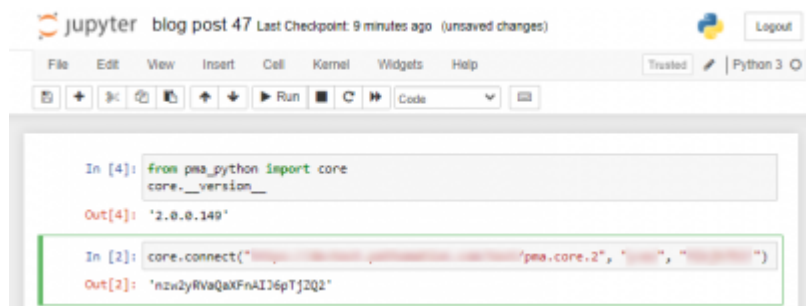 jupyter blog post 47 Last Checkpoint: 9 minutes ago (unsaved changes) Logout
File Edit View Insert Cell Kernel Widgets Help Trusted Python 3
Run Code
In [4]: from pma_python import core
core.__version__
Out[4]: '2.0.0.149'
In [2]: core.connect(" /pma.core.2", " ", " ")
Out[2]: 'nzw2yRVaQaXFnAIJ6pTjZQ2'